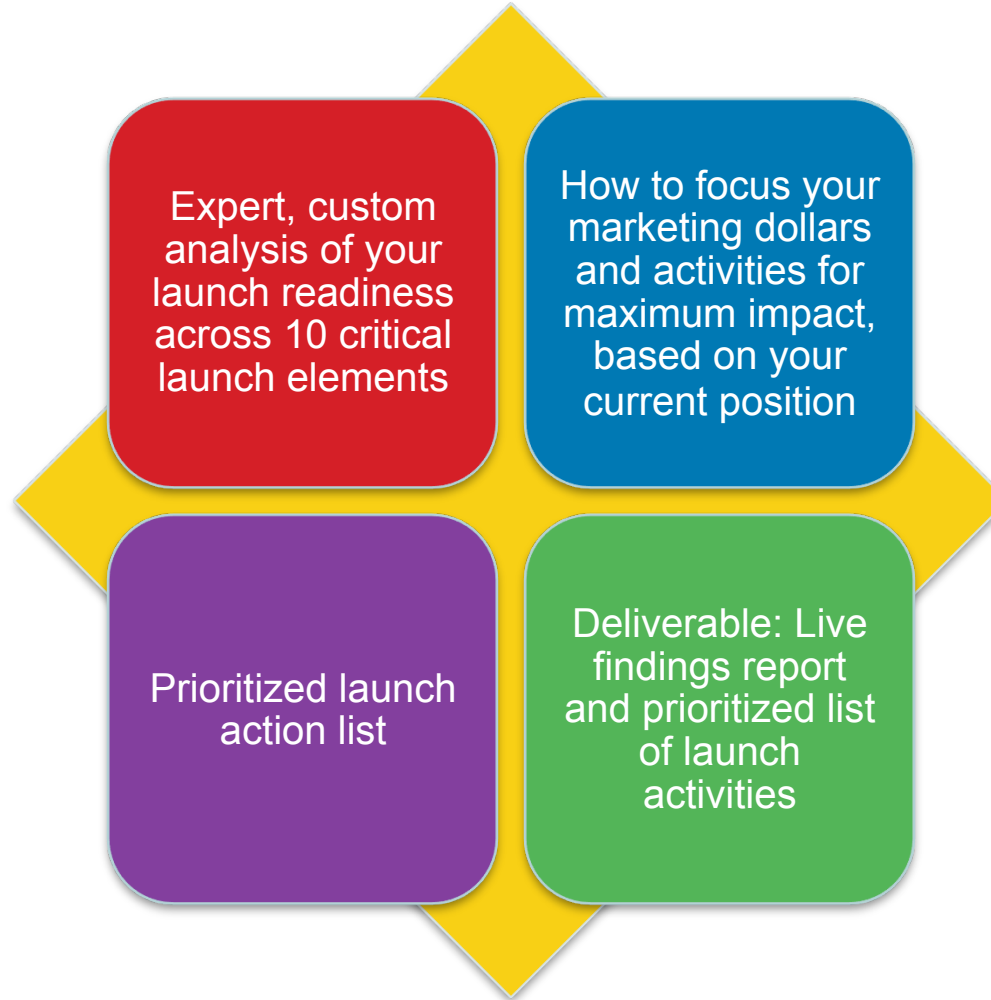 Expert, custom
analysis of your
launch readiness
across 10 critical
launch elements
How to focus your
marketing dollars
and activities for
maximum impact,
based on your
current position
Prioritized launch
action list
Deliverable: Live
findings report
and prioritized list
of launch
activities